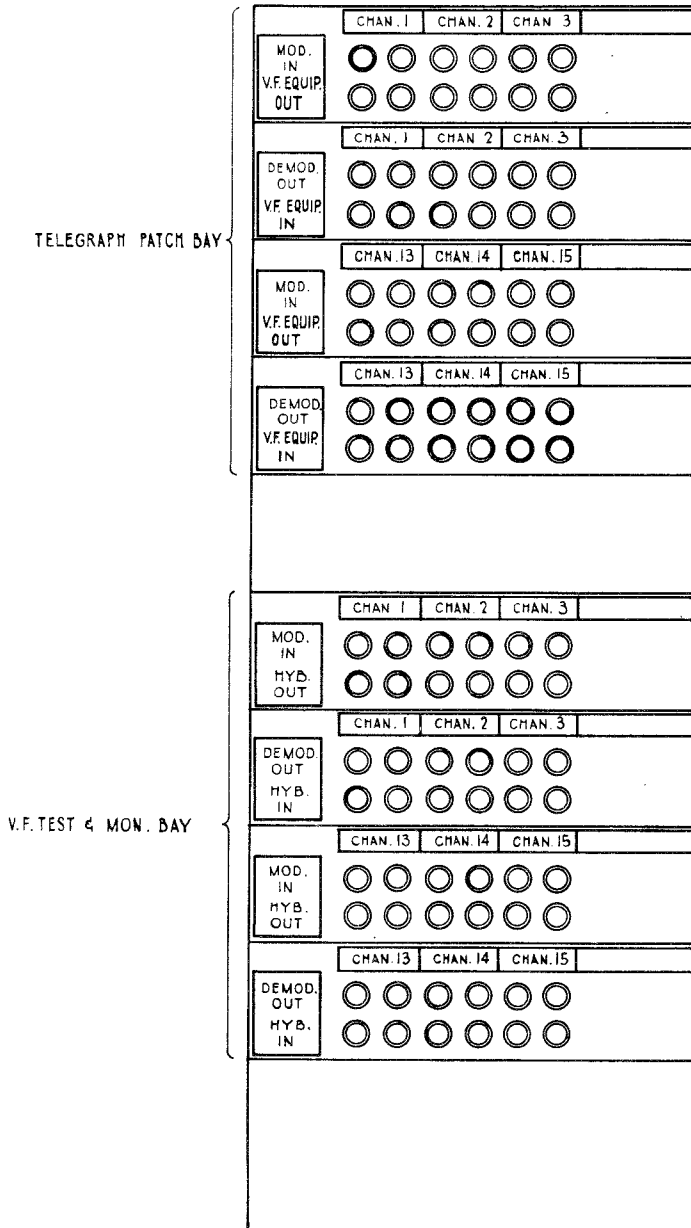 CHAN. 1 CHAN. 2 CHAN 3
MOD.
IN
V.F. EQUIP.
OUT
CHAN. 1 CHAN 2 CHAN. 3
DEMOD.
OUT
V.F. EQUIP.
IN
TELEGRAPH PATCH BAY
CHAN. 13 CHAN. 14 CHAN. 15
MOD.
IN
V.F. EQUIP.
OUT
CHAN. 13 CHAN. 14 CHAN. 15
DEMOD.
OUT
V.F. EQUIP.
IN
CHAN 1 CHAN. 2 CHAN. 3
MOD.
IN
HYB.
OUT
CHAN. 1 CHAN. 2 CHAN. 3
DEMOD.
OUT
HYB.
IN
V.F. TEST & MON. BAY
CHAN. 13 CHAN. 14 CHAN. 15
MOD.
IN
HYB.
OUT
CHAN. 13 CHAN. 14 CHAN. 15
DEMOD.
OUT
HYB.
IN